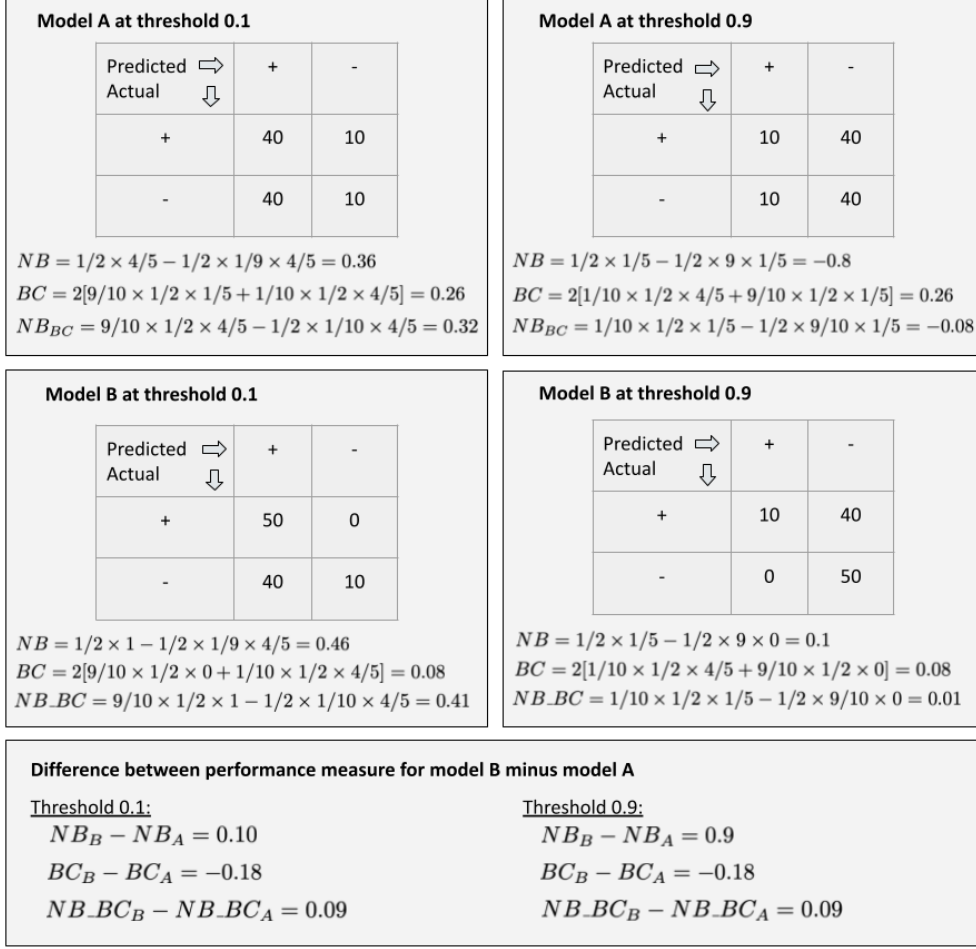 Model A at threshold 0.1
Predicted ⇨ + -
Actual ⇩
+ 40 10
- 40 10
NB = 1/2 × 4/5 − 1/2 × 1/9 × 4/5 = 0.36
BC = 2[9/10 × 1/2 × 1/5 + 1/10 × 1/2 × 4/5] = 0.26
NB_BC = 9/10 × 1/2 × 4/5 − 1/2 × 1/10 × 4/5 = 0.32
Model A at threshold 0.9
Predicted ⇨ + -
Actual ⇩
+ 10 40
- 10 40
NB = 1/2 × 1/5 − 1/2 × 9 × 1/5 = −0.8
BC = 2[1/10 × 1/2 × 4/5 + 9/10 × 1/2 × 1/5] = 0.26
NB_BC = 1/10 × 1/2 × 1/5 − 1/2 × 9/10 × 1/5 = −0.08
Model B at threshold 0.1
Predicted ⇨ + -
Actual ⇩
+ 50 0
- 40 10
NB = 1/2 × 1 − 1/2 × 1/9 × 4/5 = 0.46
BC = 2[9/10 × 1/2 × 0 + 1/10 × 1/2 × 4/5] = 0.08
NB_BC = 9/10 × 1/2 × 1 − 1/2 × 1/10 × 4/5 = 0.41
Model B at threshold 0.9
Predicted ⇨ + -
Actual ⇩
+ 10 40
- 0 50
NB = 1/2 × 1/5 − 1/2 × 9 × 0 = 0.1
BC = 2[1/10 × 1/2 × 4/5 + 9/10 × 1/2 × 0] = 0.08
NB_BC = 1/10 × 1/2 × 1/5 − 1/2 × 9/10 × 0 = 0.01
Difference between performance measure for model B minus model A
Threshold 0.1:
NB_B − NB_A = 0.10
BC_B − BC_A = −0.18
NB_BC_B − NB_BC_A = 0.09
Threshold 0.9:
NB_B − NB_A = 0.9
BC_B − BC_A = −0.18
NB_BC_B − NB_BC_A = 0.09